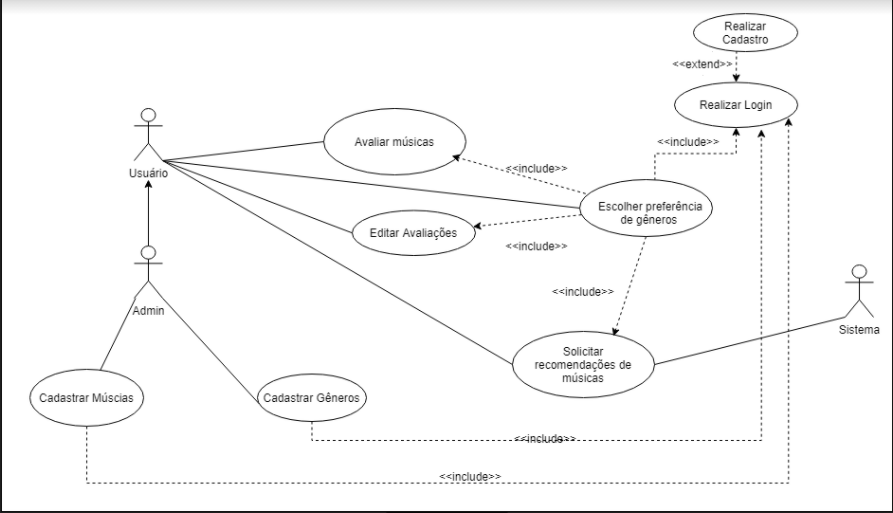 Realizar
Cadastro
<<extend>>
Realizar Login
<<include>>
Avaliar músicas
<<include>>
Usuário
Escolher preferência
de gêneros
Editar Avaliações
<<include>>
<<include>>
Admin
Sistema
Solicitar
recomendações de
músicas
Cadastrar Múscias
Cadastrar Gêneros
<<include>>
<<include>>